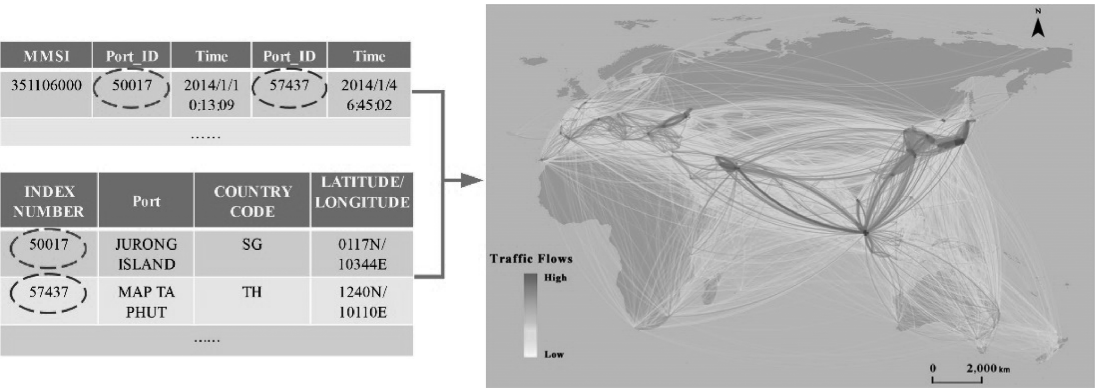 MMSI Port_ID Time Port_ID Time
351106000 50017 2014/1/1 57437 2014/1/4
0;13;09 6;45;02
……
INDEX NUMBER Port COUNTRY CODE LATITUDE/ LONGITUDE
50017 JURONG SG 0117N/
ISLAND 10344E
57437 MAP TA TH 1240N/
PHUT 10110E
……
N
Traffic Flows
High
Low
0 2,000 km